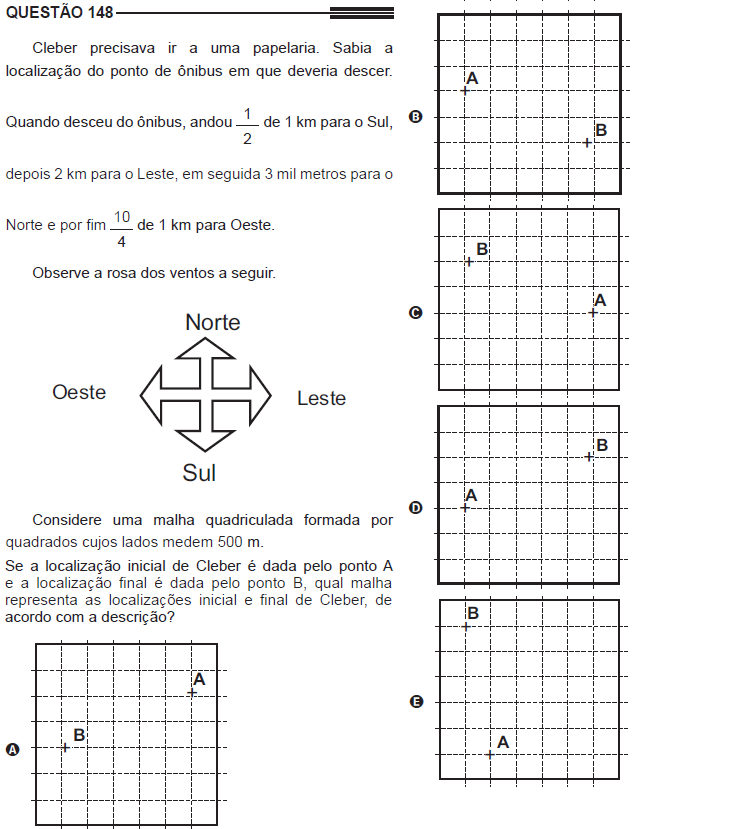 QUESTÃO 148
Cleber precisava ir a uma papelaria. Sabia a
localização do ponto de ônibus em que deveria descer.
Quando desceu do ônibus, andou 1/2 de 1 km para o Sul,
depois 2 km para o Leste, em seguida 3 mil metros para o
Norte e por fim 10/4 de 1 km para Oeste.
Observe a rosa dos ventos a seguir.
Norte
Oeste
Leste
Sul
Considere uma malha quadriculada formada por
quadrados cujos lados medem 500 m.
Se a localização inicial de Cleber é dada pelo ponto A
e a localização final é dada pelo ponto B, qual malha
representa as localizações inicial e final de Cleber, de
acordo com a descrição?
A
A
B
B
A
B
C
B
A
D
B
A
E
B
A